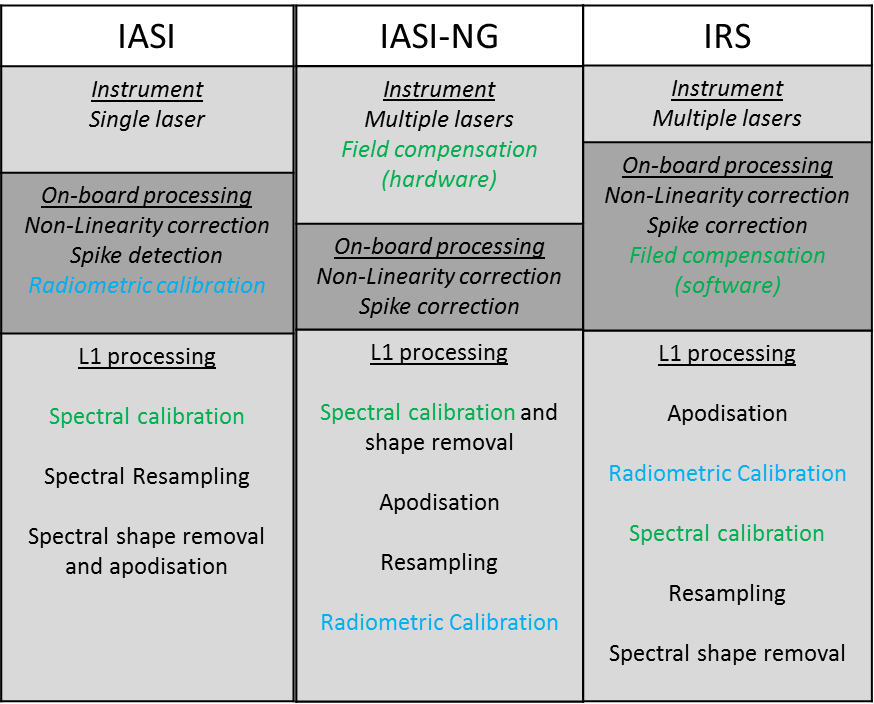 IASI
Instrument
Single laser
On-board processing
Non-Linearity correction
Spike detection
Radiometric calibration
L1 processing
Spectral calibration
Spectral Resampling
Spectral shape removal
and apodisation
IASI-NG
Instrument
Multiple lasers
Field compensation
(hardware)
On-board processing
Non-Linearity correction
Spike correction
L1 processing
Spectral calibration and
shape removal
Apodisation
Resampling
Radiometric Calibration
IRS
Instrument
Multiple lasers
On-board processing
Non-Linearity correction
Spike correction
Filed compensation
(software)
L1 processing
Apodisation
Radiometric Calibration
Spectral calibration
Resampling
Spectral shape removal